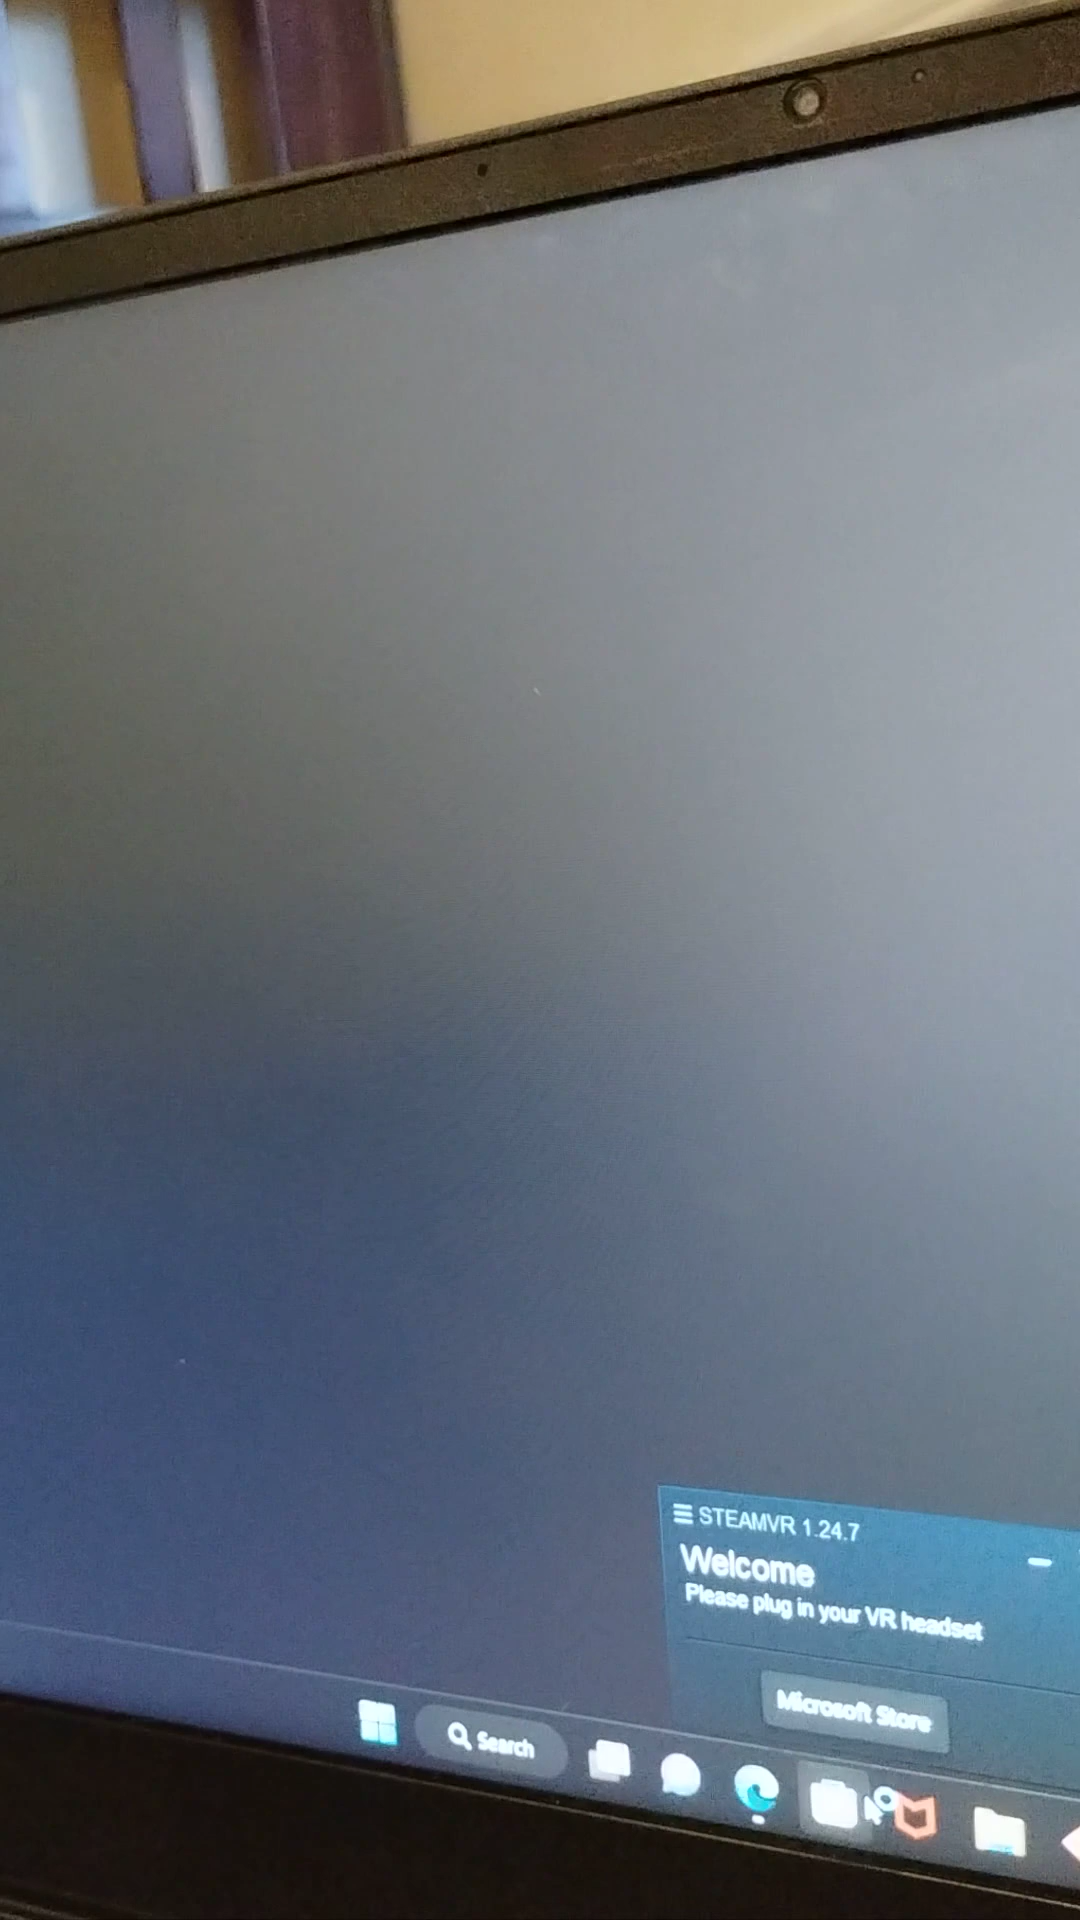 STEAMVR 1.24.7
Welcome
Please plug in your VR headset
Microsoft Store
Search